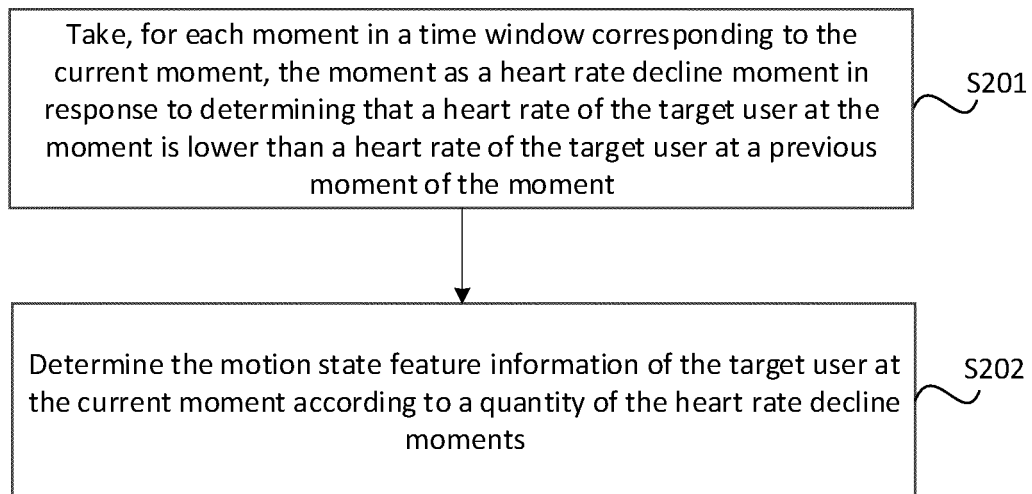 Take, for each moment in a time window corresponding to the
current moment, the moment as a heart rate decline moment in
response to determining that a heart rate of the target user at the
moment is lower than a heart rate of the target user at a previous
moment of the moment
S201
Determine the motion state feature information of the target user at
the current moment according to a quantity of the heart rate decline
moments
S202